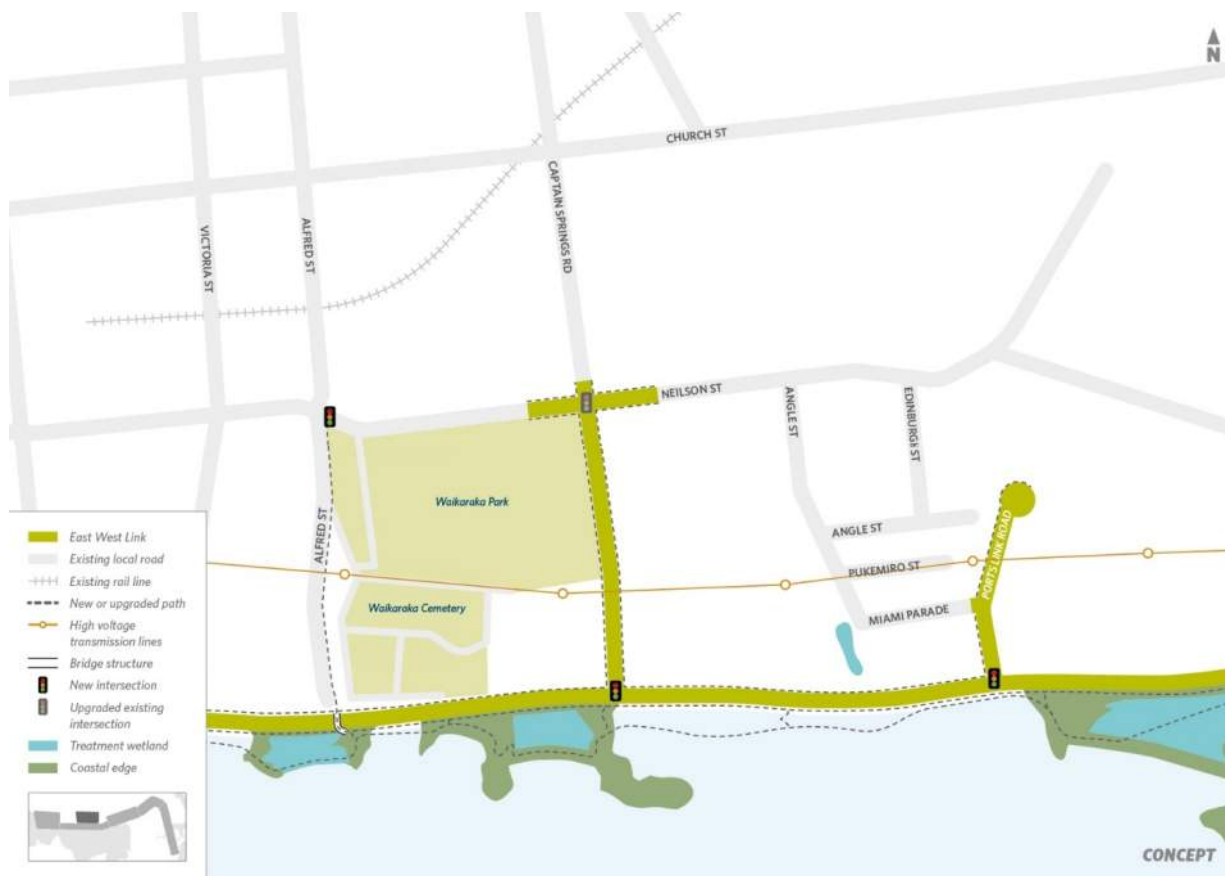 N
CHURCH ST
CAPTAIN SPRINGS RD
VICTORIA ST
ALFRED ST
NEILSON ST
ANGLE ST
EDINBURGH ST
Waikaraka Park
ALFRED ST
ANGLE ST
PORTS LINK ROAD
PUKEMIRO ST
Waikaraka Cemetery
MIAMI PARADE
East West Link
Existing local road
Existing rail line
New or upgraded path
High voltage
transmission lines
Bridge structure
New intersection
Upgraded existing
intersection
Treatment wetland
Coastal edge
CONCEPT